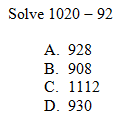 Solve 1020 – 92
A. 928
B. 908
C. 1112
D. 930